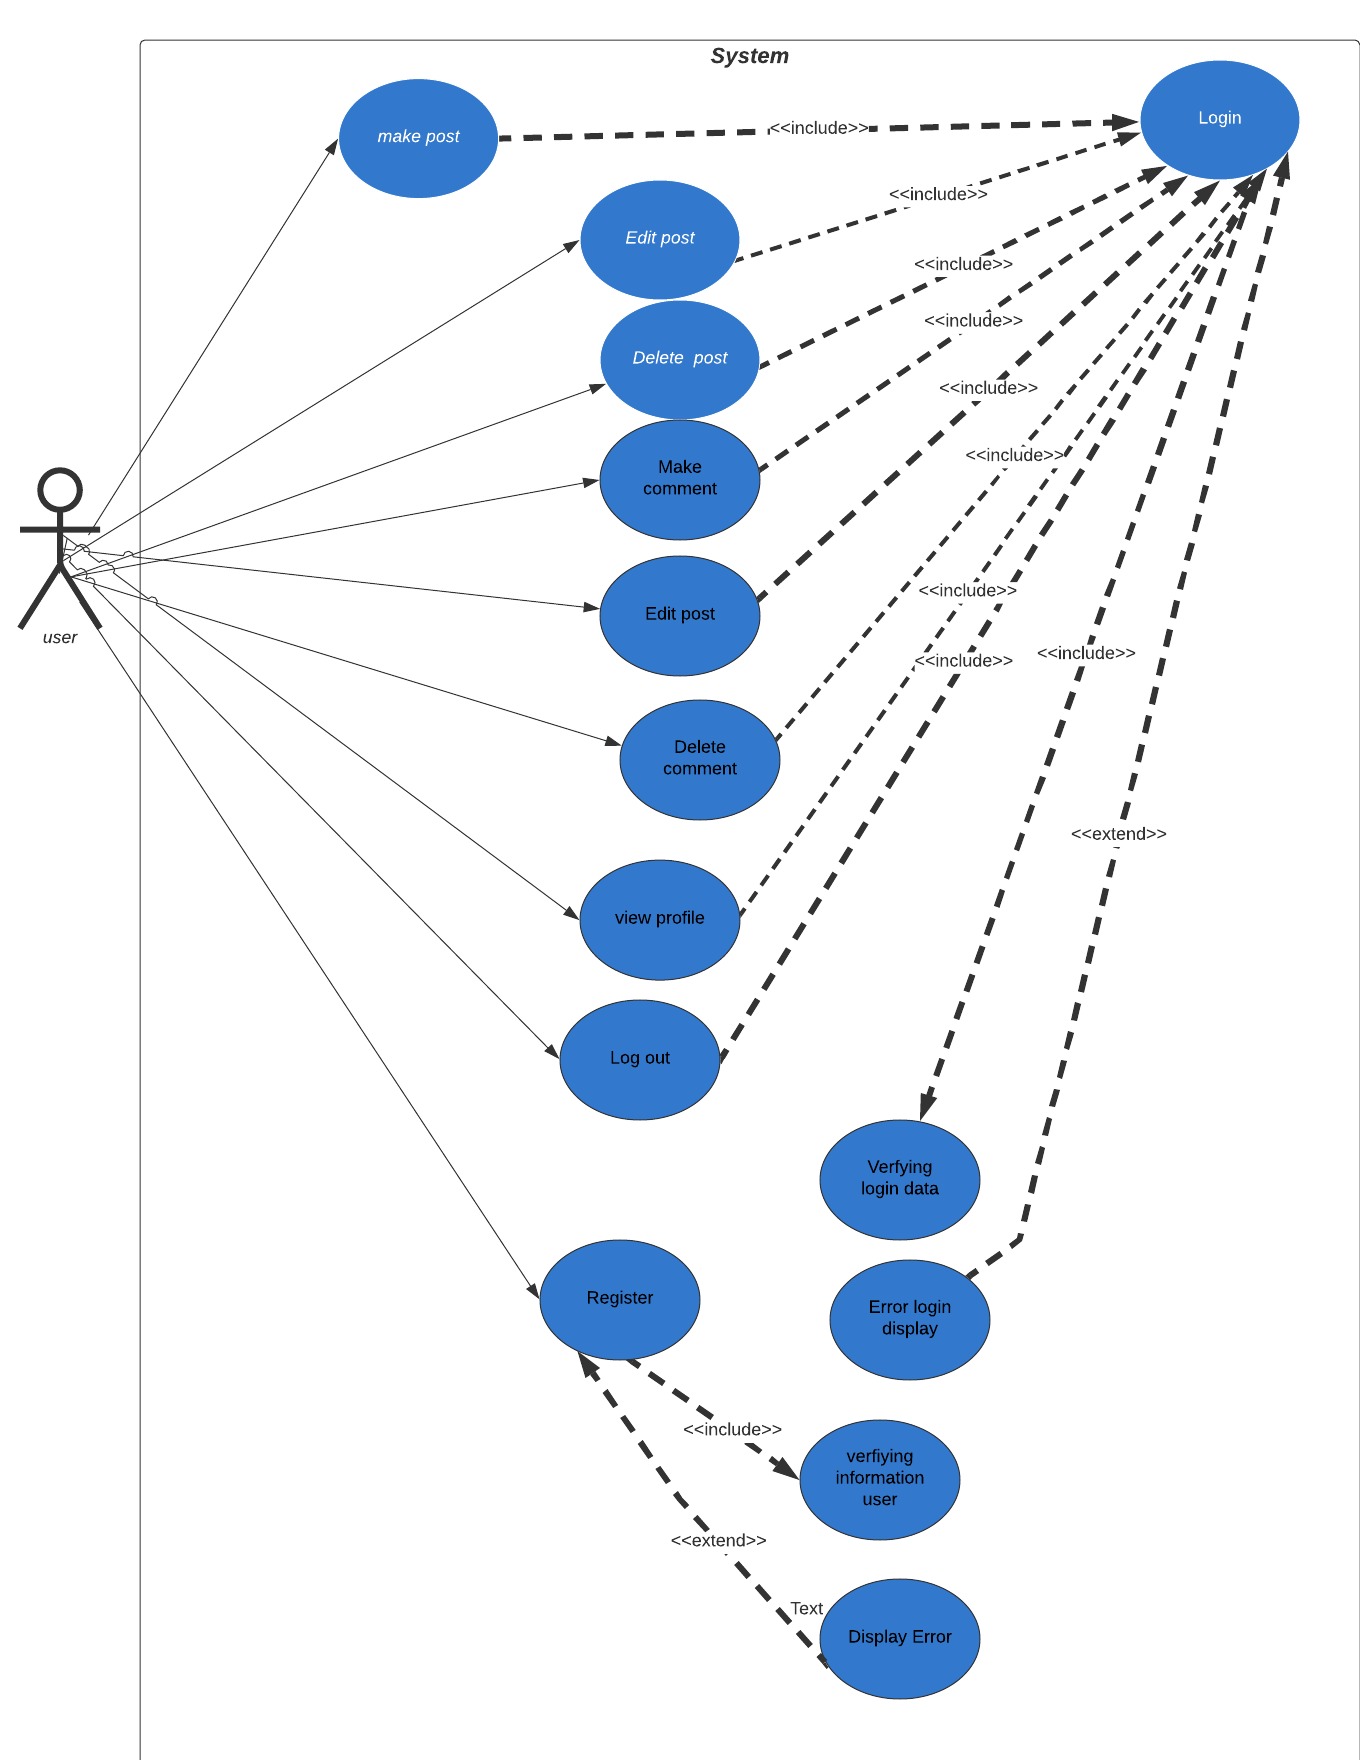 System
make post
<<include>>
Login
Edit post
<<include>>
Delete  post
<<include>>
Make
comment
<<include>>
<<include>>
Edit post
<<include>>
Delete
comment
<<include>>
<<include>>
<<include>>
user
view profile
<<extend>>
Log out
Verfying
login data
Register
Error login
display
<<include>>
verfiying
information
user
<<extend>>
Text
Display Error